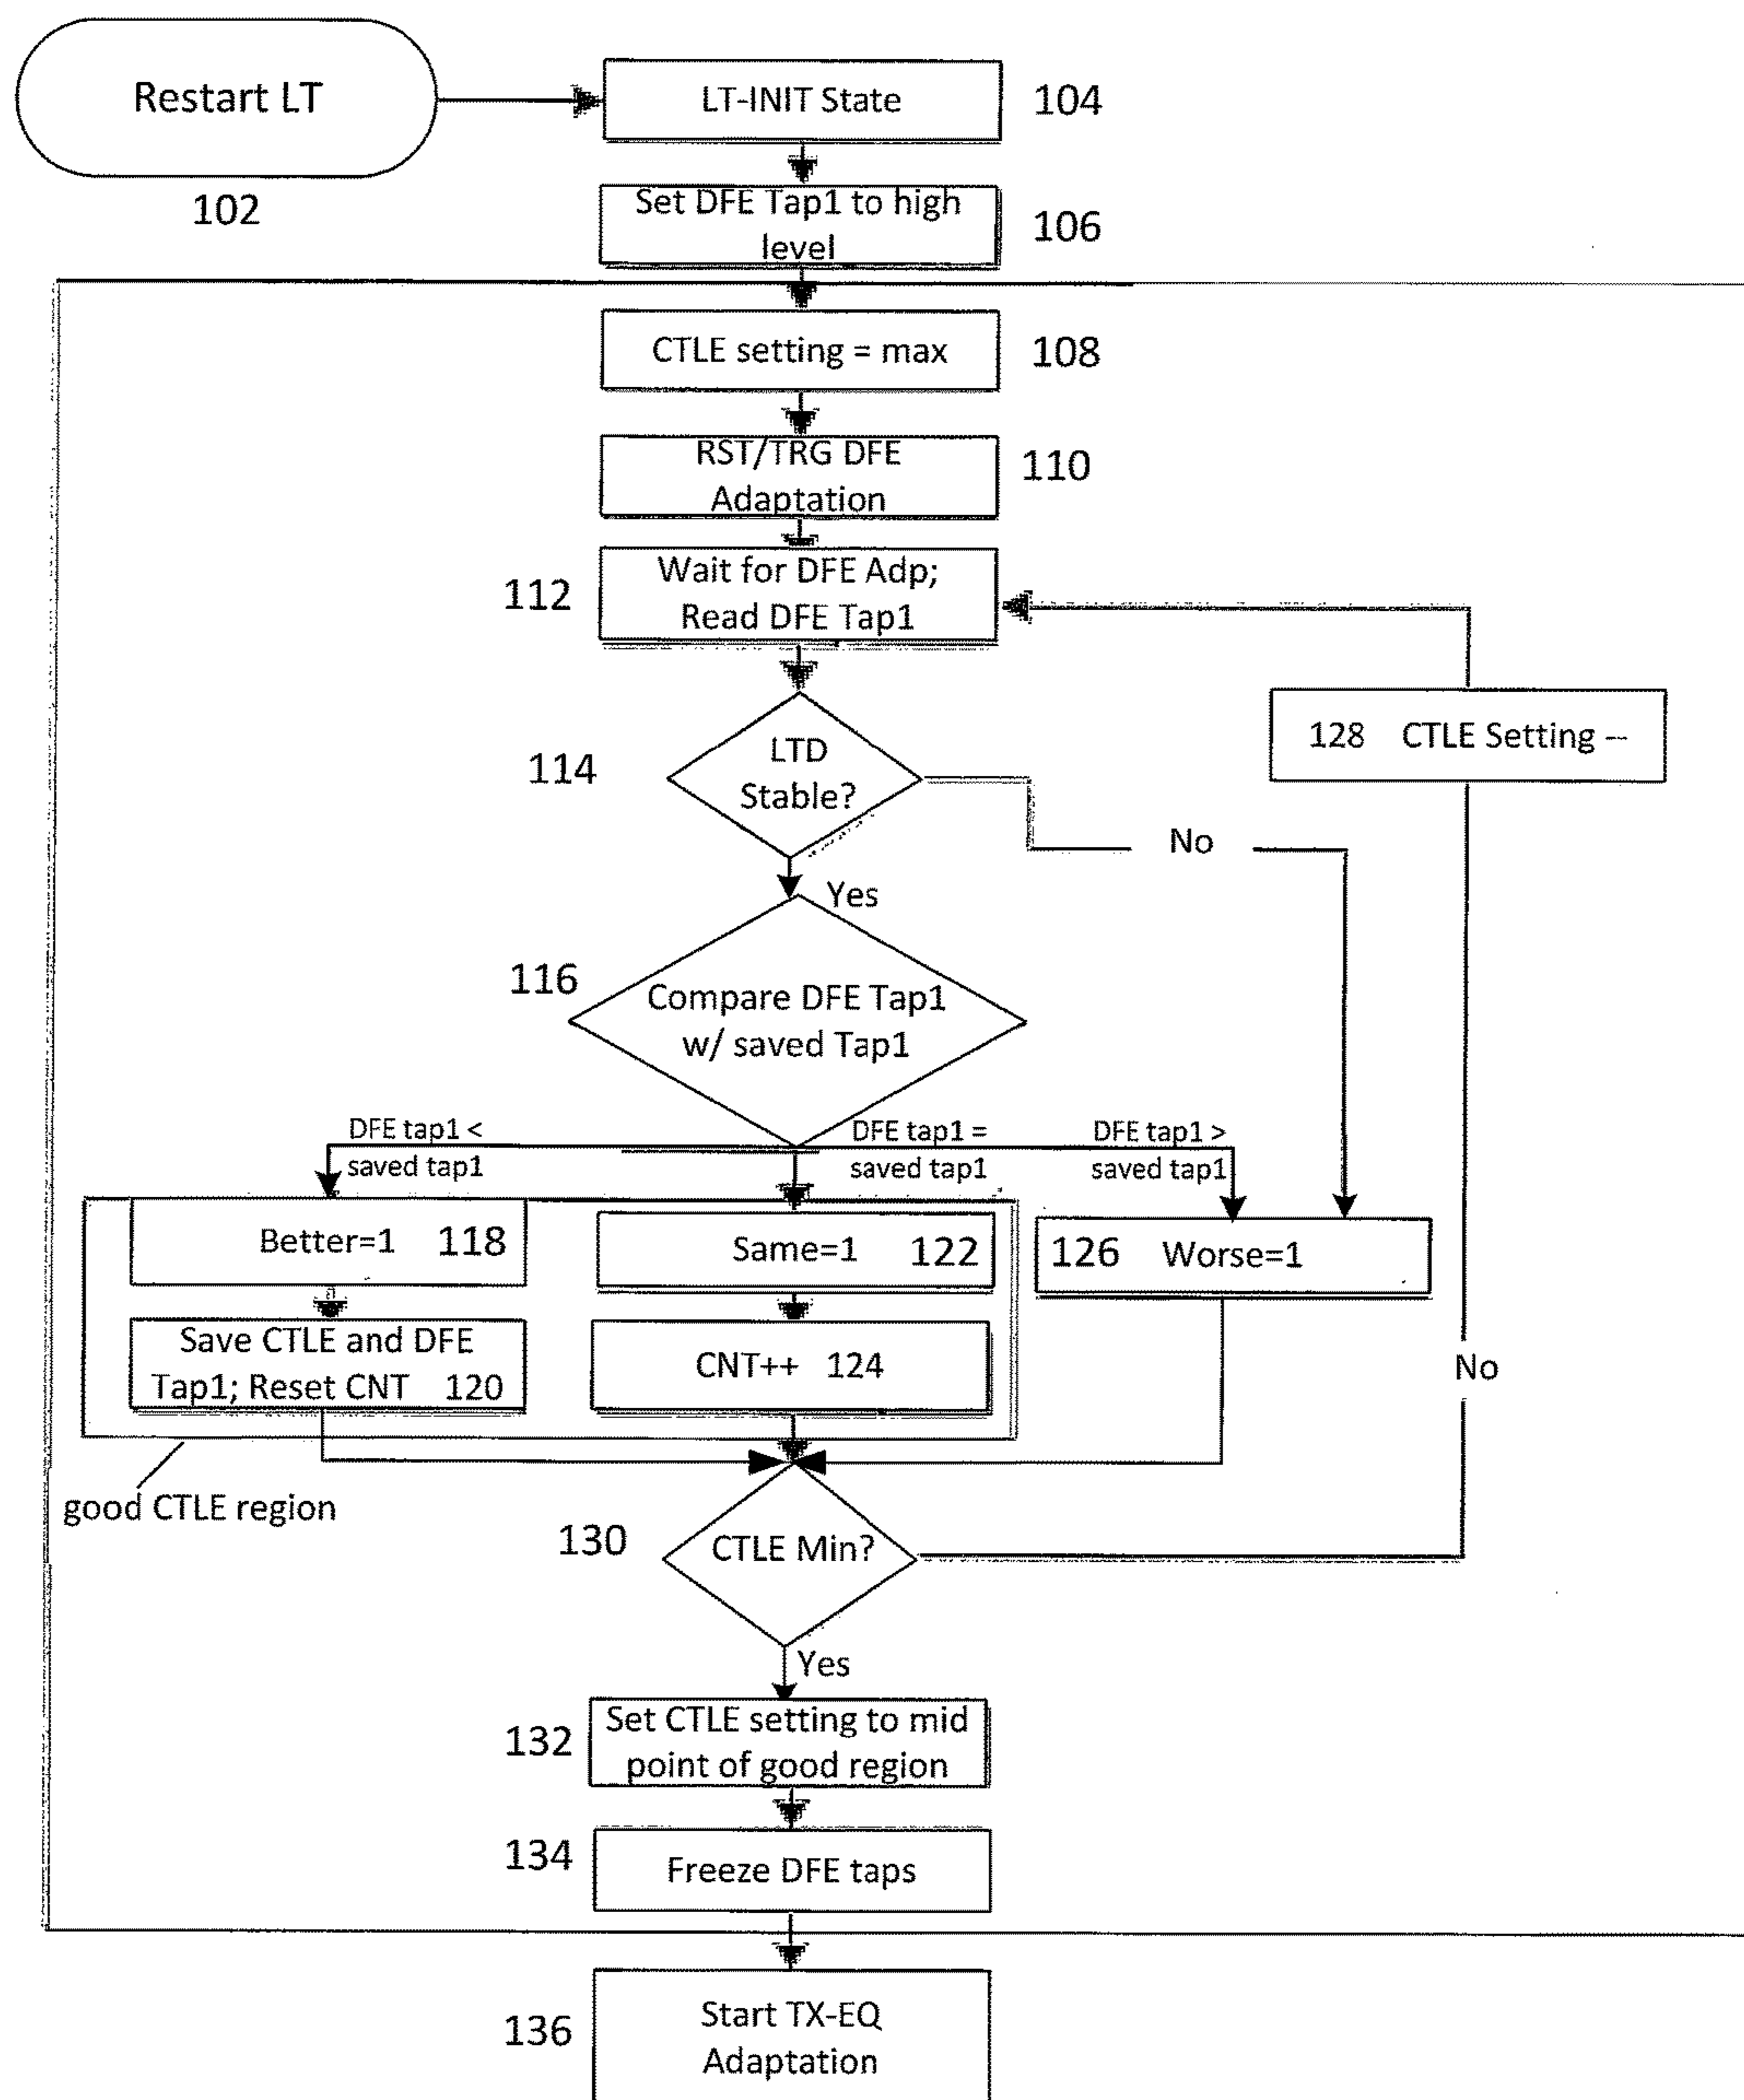 Restart LT
102
LT-INIT State
104
Set DFE Tap1 to high
level
106
CTLE setting = max
108
RST/TRG DFE
Adaptation
110
112
Wait for DFE Adp;
Read DFE Tap1
128 CTLE Setting --
114
LTD
Stable?
No
Yes
116
Compare DFE Tap1
w/ saved Tap1
DFE tap1 <
saved tap1
DFE tap1 =
saved tap1
DFE tap1 >
saved tap1
Better=1 118
Same=1 122
126 Worse=1
Save CTLE and DFE
Tap1; Reset CNT 120
CNT++ 124
No
good CTLE region
130
CTLE Min?
Yes
132
Set CTLE setting to mid
point of good region
134
Freeze DFE taps
136
Start TX-EQ
Adaptation